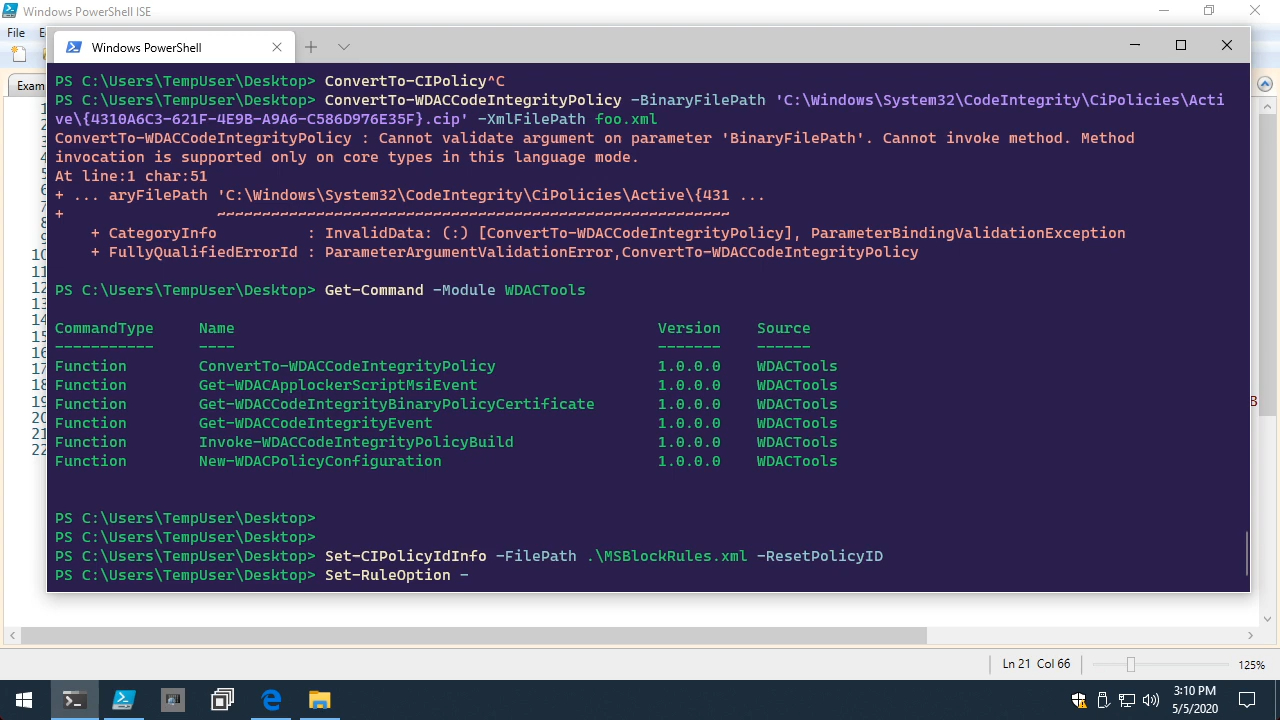 Windows PowerShell ISE
File
Windows PowerShell
Exam
PS C:\Users\TempUser\Desktop> ConvertTo-CIPolicy^C
PS C:\Users\TempUser\Desktop> ConvertTo-WDACCodeIntegrityPolicy -BinaryFilePath 'C:\Windows\System32\CodeIntegrity\CiPolicies\Acti
ve\{4310A6C3-621F-4E9B-A9A6-C586D976E35F}.cip' -XmlFilePath foo.xml
ConvertTo-WDACCodeIntegrityPolicy : Cannot validate argument on parameter 'BinaryFilePath'. Cannot invoke method. Method
invocation is supported only on core types in this language mode.
At line:1 char:51
+ ... aryFilePath 'C:\Windows\System32\CodeIntegrity\CiPolicies\Active\{431 ...
+                 ~~~~~~~~~~~~~~~~~~~~~~~~~~~~~~~~~~~~~~~~~~~~~~~~~~~~~~~~~
+ CategoryInfo          : InvalidData: (:) [ConvertTo-WDACCodeIntegrityPolicy], ParameterBindingValidationException
+ FullyQualifiedErrorId : ParameterArgumentValidationError,ConvertTo-WDACCodeIntegrityPolicy
PS C:\Users\TempUser\Desktop> Get-Command -Module WDACTools
CommandType     Name                                               Version    Source
-----------     ----                                               -------    ------
Function        ConvertTo-WDACCodeIntegrityPolicy                  1.0.0.0    WDACTools
Function        Get-WDACApplockerScriptMsiEvent                    1.0.0.0    WDACTools
Function        Get-WDACCodeIntegrityBinaryPolicyCertificate       1.0.0.0    WDACTools
Function        Get-WDACCodeIntegrityEvent                         1.0.0.0    WDACTools
Function        Invoke-WDACCodeIntegrityPolicyBuild                1.0.0.0    WDACTools
Function        New-WDACPolicyConfiguration                        1.0.0.0    WDACTools
PS C:\Users\TempUser\Desktop>
PS C:\Users\TempUser\Desktop>
PS C:\Users\TempUser\Desktop> Set-CIPolicyIdInfo -FilePath .\MSBlockRules.xml -ResetPolicyID
PS C:\Users\TempUser\Desktop> Set-RuleOption -
Ln 21 Col 66
125%
3:10 PM
5/5/2020